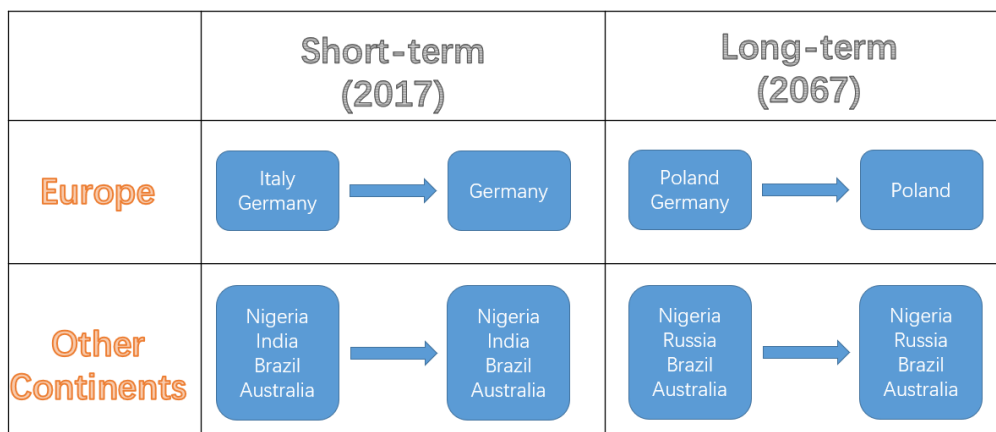 Short-term
(2017)
Long-term
(2067)
Europe
Italy
Germany
Germany
Poland
Germany
Poland
Other
Continents
Nigeria
India
Brazil
Australia
Nigeria
India
Brazil
Australia
Nigeria
Russia
Brazil
Australia
Nigeria
Russia
Brazil
Australia